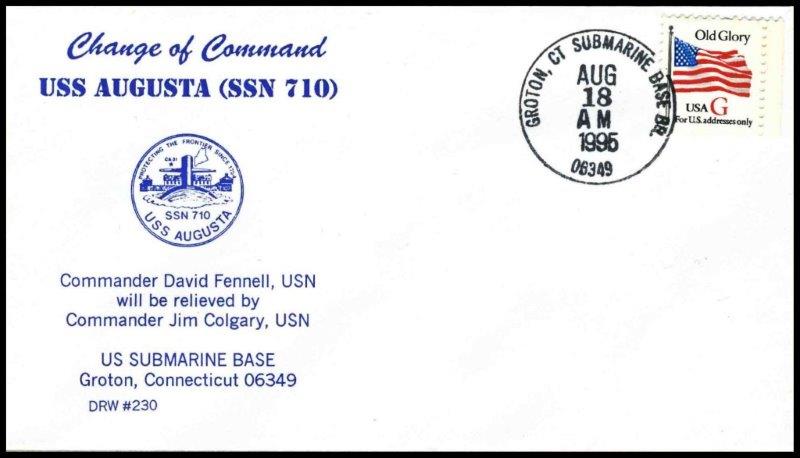 Change of Command
USS AUGUSTA (SSN 710)
PROTECTING THE FRONTIER SINCE 1754
SSN 710
USS AUGUSTA
Commander David Fennell, USN
will be relieved by
Commander Jim Colgary, USN
US SUBMARINE BASE
Groton, Connecticut 06349
DRW #230
GROTON, CT SUBMARINE BASE BR.
AUG
18
AM
1995
06349
Old Glory
USA G
For U.S. addresses only